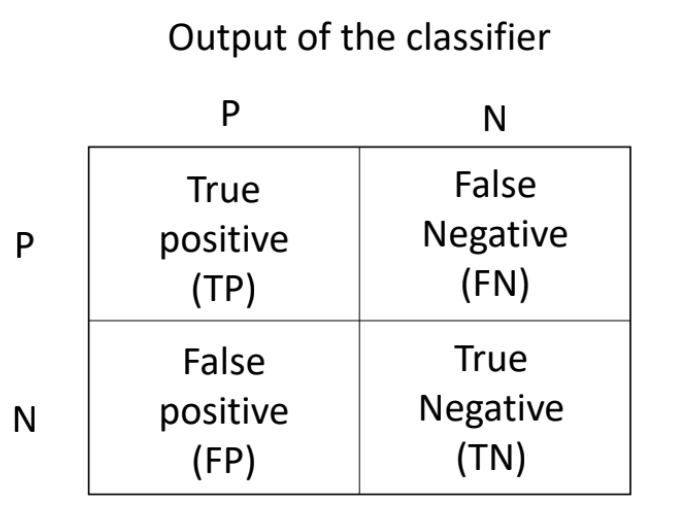 Output of the classifier
P N
P
True
positive
(TP)
False
Negative
(FN)
N
False
positive
(FP)
True
Negative
(TN)